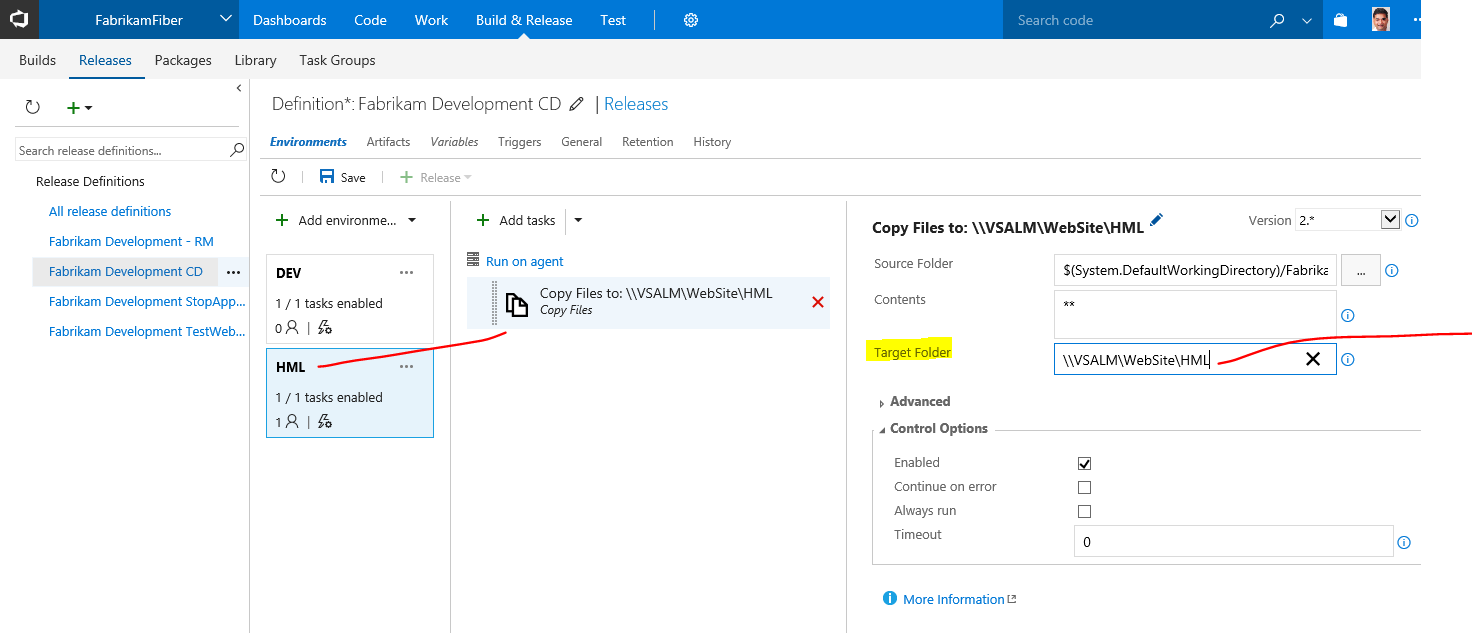 FabrikamFiber Dashboards Code Work Build & Release Test Search code
Builds Releases Packages Library Task Groups
Definition*: Fabrikam Development CD | Releases
Search release definitions...
Environments Artifacts Variables Triggers General Retention History
Save Release
Release Definitions
All release definitions
Fabrikam Development - RM
Fabrikam Development CD ...
Fabrikam Development StopApp...
Fabrikam Development TestWeb...
Add environme...
DEV ...
1 / 1 tasks enabled
0 |
HML ...
1 / 1 tasks enabled
1 |
Add tasks
Run on agent
Copy Files to: \\VSALM\WebSite\HML
Copy Files
Copy Files to: \\VSALM\WebSite\HML Version 2.*
Source Folder $(System.DefaultWorkingDirectory)/Fabrika ...
Contents **
Target Folder \\VSALM\WebSite\HML
Advanced
Control Options
Enabled
Continue on error
Always run
Timeout 0
More Information